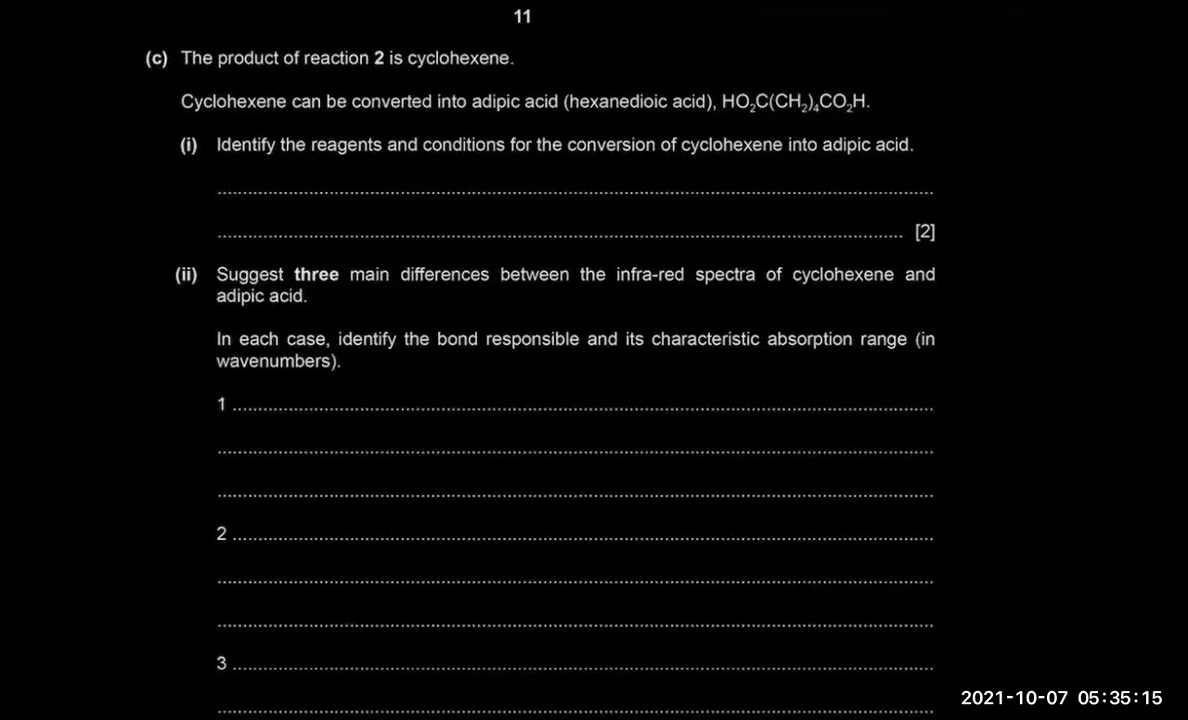 11
(c) The product of reaction 2 is cyclohexene.
Cyclohexene can be converted into adipic acid (hexanedioic acid), HO₂C(CH₂)₄CO₂H.
(i) Identify the reagents and conditions for the conversion of cyclohexene into adipic acid.
[2]
(ii) Suggest three main differences between the infra-red spectra of cyclohexene and
adipic acid.
In each case, identify the bond responsible and its characteristic absorption range (in
wavenumbers).
1
2
3
2021-10-07 05:35:15